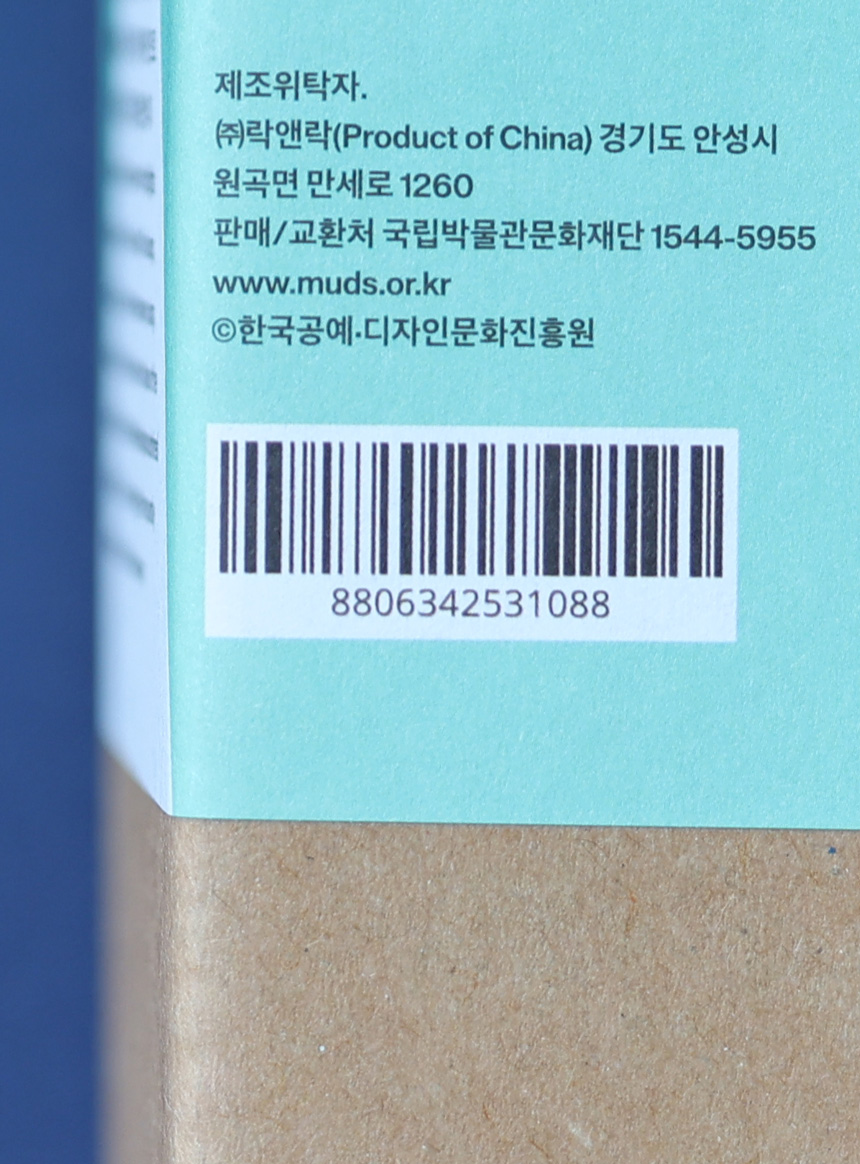 제조위탁자.
㈜락앤락(Product of China) 경기도 안성시
원곡면 만세로 1260
판매/교환처 국립박물관문화재단 1544-5955
www.muds.or.kr
©한국공예·디자인문화진흥원
8806342531088